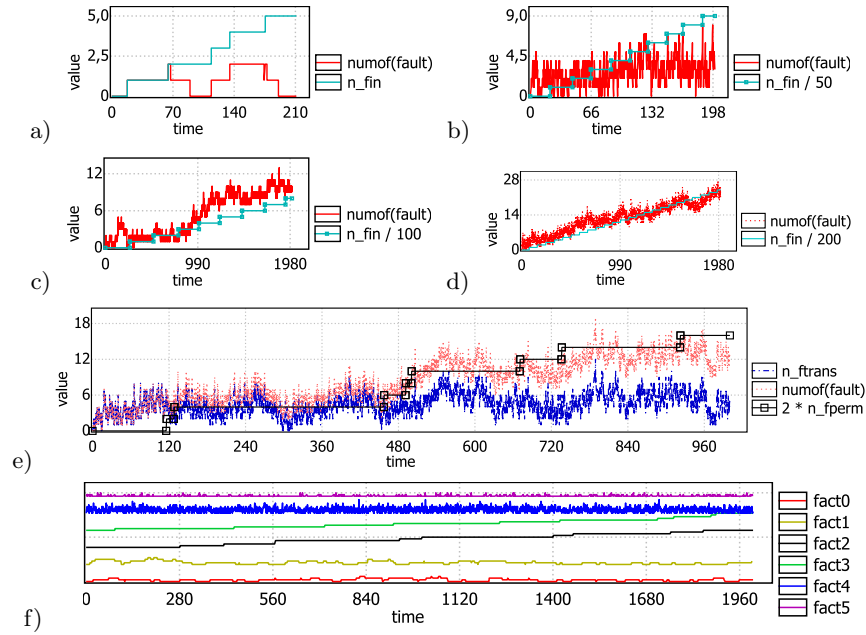 5,0
2,5
0
value
0 70 140 210
time
numof(fault)
n_fin
a)
9,0
4,5
0
value
0 66 132 198
time
numof(fault)
n_fin / 50
b)
12
6
0
value
0 990 1980
time
numof(fault)
n_fin / 100
c)
28
14
0
value
0 990 1980
time
numof(fault)
n_fin / 200
d)
18
12
6
0
value
0 120 240 360 480 600 720 840 960
time
n_ftrans
numof(fault)
2 * n_fperm
e)
0 280 560 840 1120 1400 1680 1960
time
fact0
fact1
fact2
fact3
fact4
fact5
f)